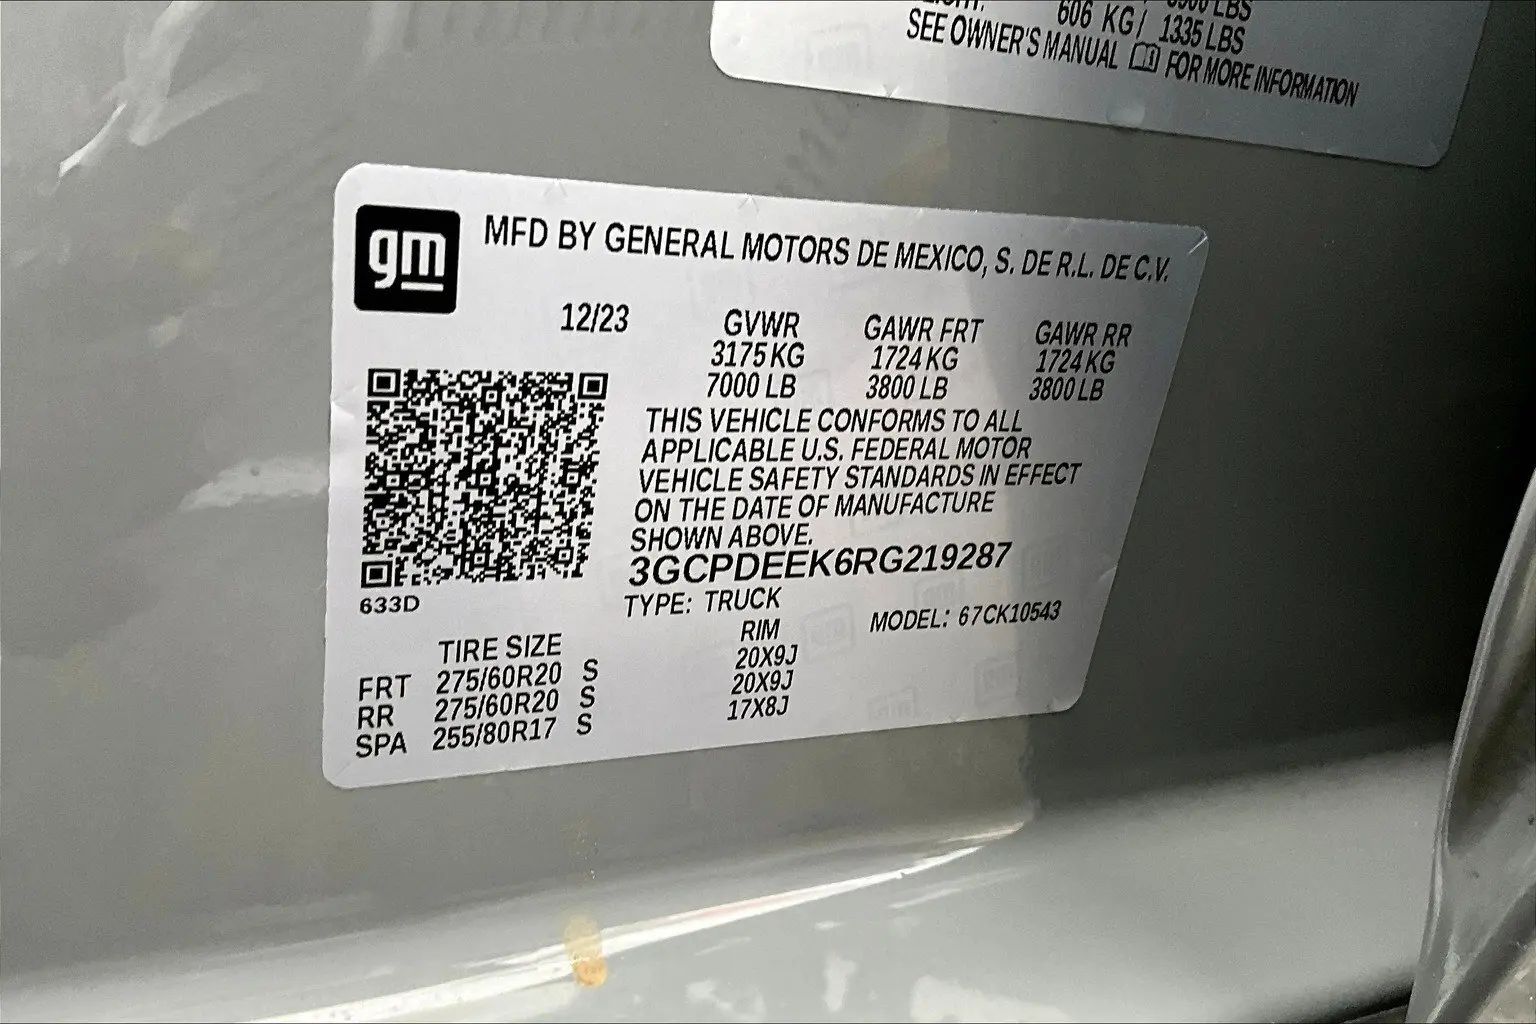 606 KG/ 1335 LBS
SEE OWNER'S MANUAL FOR MORE INFORMATION
gm
MFD BY GENERAL MOTORS DE MEXICO, S. DE R.L. DE C.V.
12/23 GVWR GAWR FRT GAWR RR
3175 KG 1724 KG 1724 KG
7000 LB 3800 LB 3800 LB
THIS VEHICLE CONFORMS TO ALL
APPLICABLE U.S. FEDERAL MOTOR
VEHICLE SAFETY STANDARDS IN EFFECT
ON THE DATE OF MANUFACTURE
SHOWN ABOVE.
3GCPDEEK6RG219287
633D
TYPE: TRUCK MODEL: 67CK10543
TIRE SIZE RIM
FRT 275/60R20 S 20X9J
RR 275/60R20 S 20X9J
SPA 255/80R17 S 17X8J